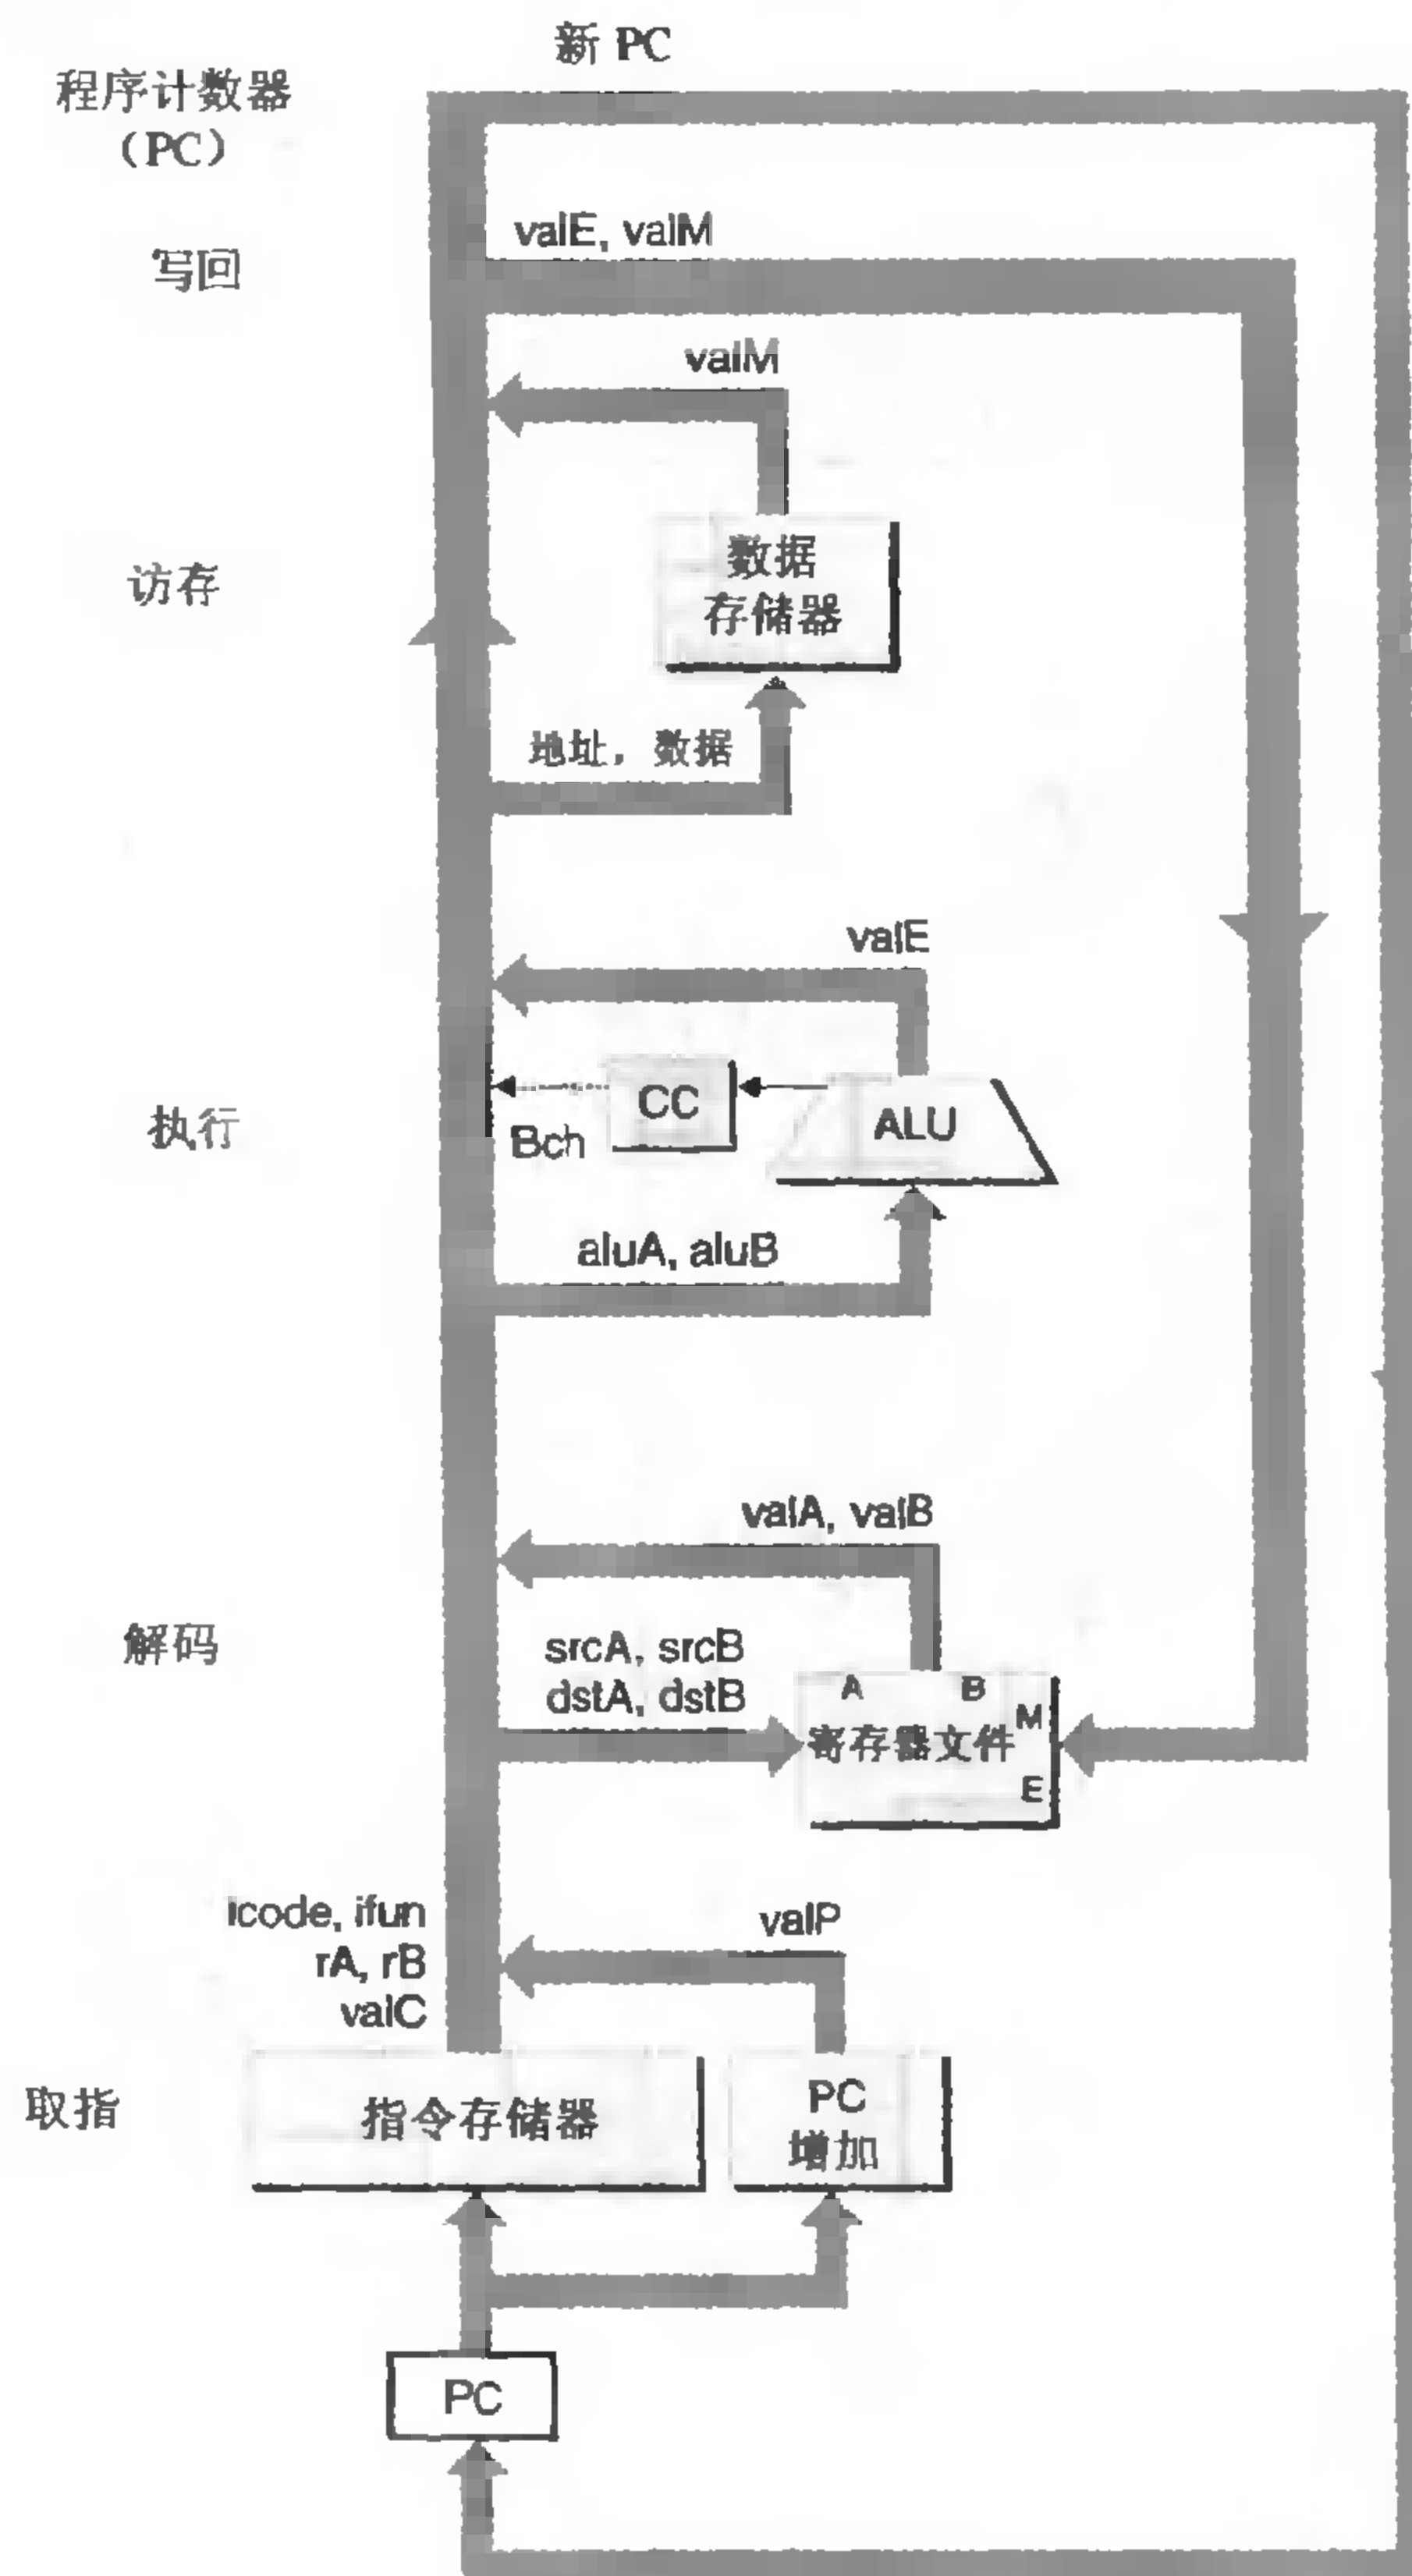 新 PC
程序计数器
（PC）
valE, valM
写回
valM
数据
存储器
访存
地址，数据
valE
CC
ALU
执行
Bch
aluA, aluB
valA, valB
解码
srcA, srcB
dstA, dstB
A B
M
寄存器文件
E
icode, ifun
rA, rB
valC
valP
取指
指令存储器
PC
增加
PC